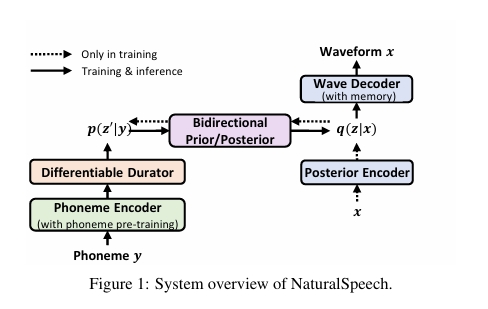 Only in training
Training & inference
Waveform x
Wave Decoder
(with memory)
p(z'|y)
Bidirectional
Prior/Posterior
q(z|x)
Differentiable Durator
Posterior Encoder
Phoneme Encoder
(with phoneme pre-training)
x
Phoneme y
Figure 1: System overview of NaturalSpeech.